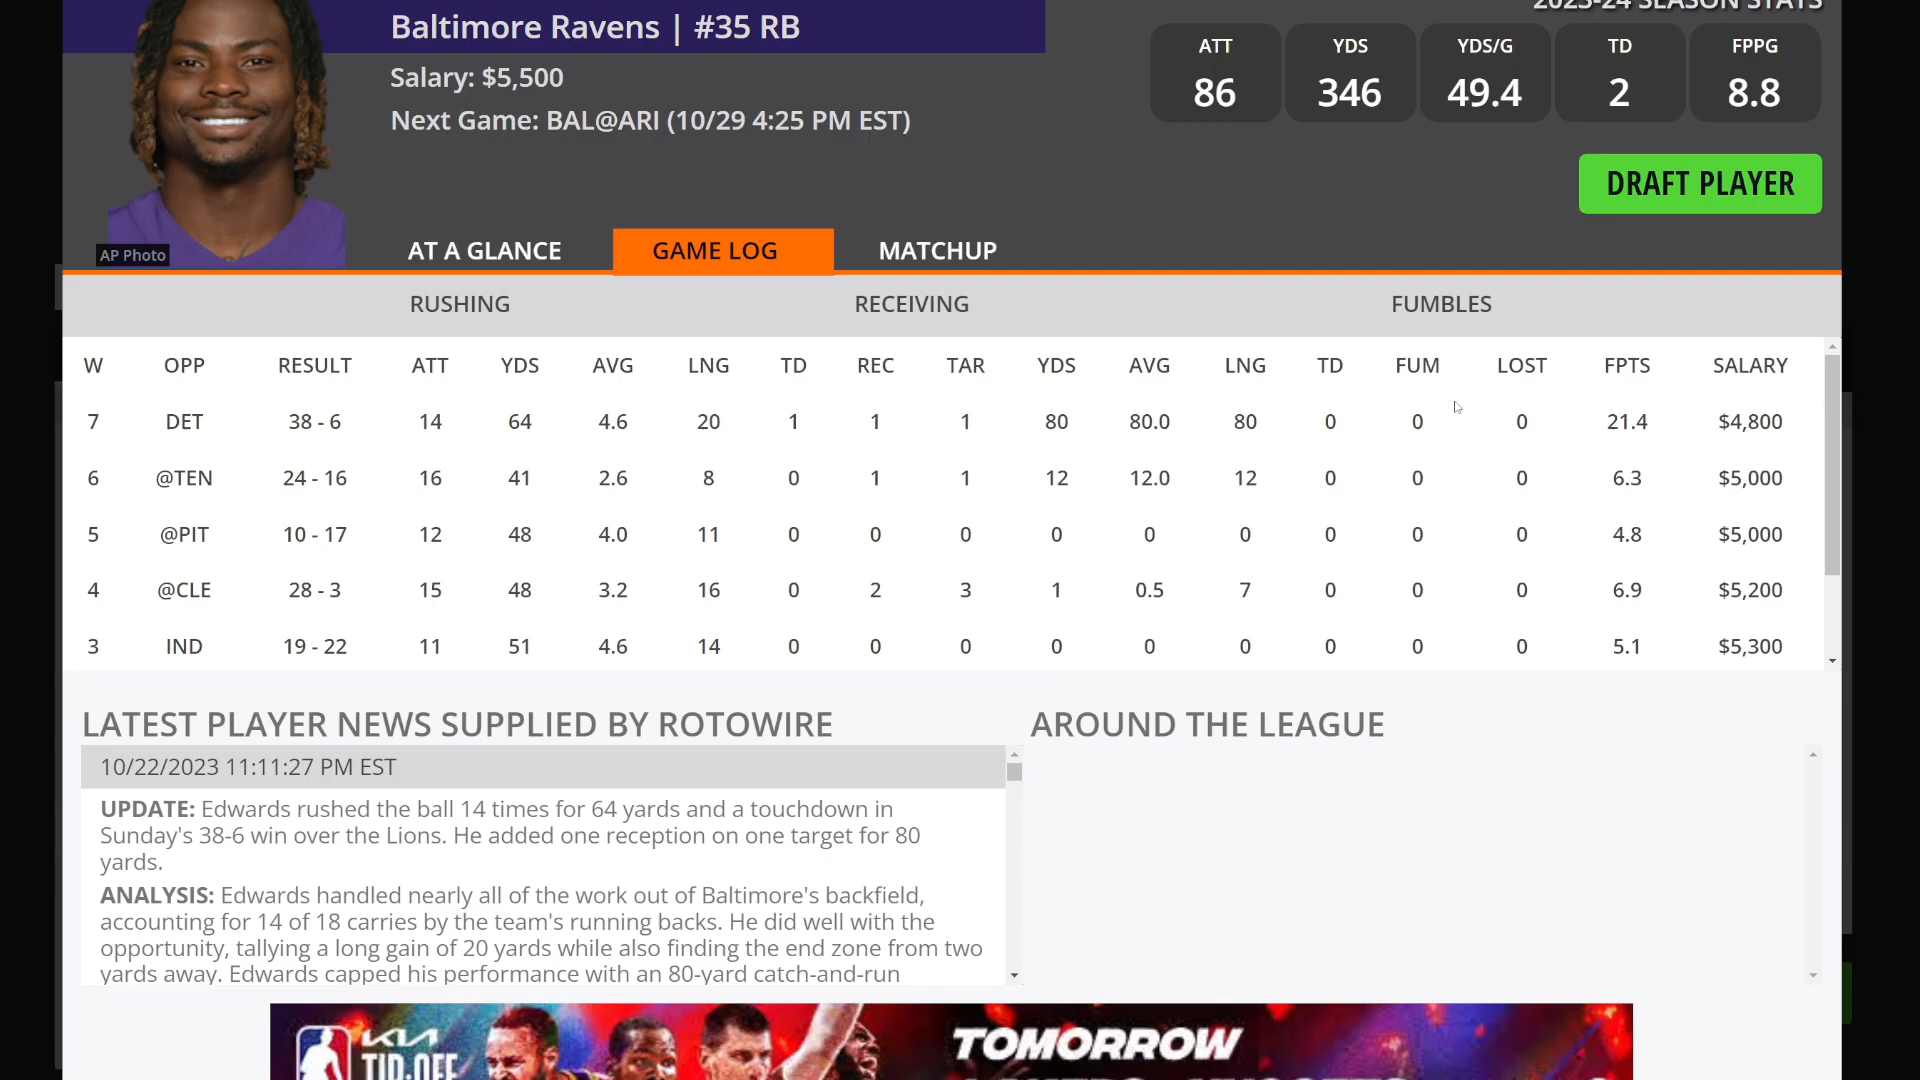 2023-24 SEASON STATS
Baltimore Ravens | #35 RB
Salary: $5,500
Next Game: BAL@ARI (10/29 4:25 PM EST)
ATT YDS YDS/G TD FPPG
86 346 49.4 2 8.8
DRAFT PLAYER
AP Photo
AT A GLANCE GAME LOG MATCHUP
RUSHING RECEIVING FUMBLES
W OPP RESULT ATT YDS AVG LNG TD REC TAR YDS AVG LNG TD FUM LOST FPTS SALARY
7 DET 38 - 6 14 64 4.6 20 1 1 1 80 80.0 80 0 0 0 21.4 $4,800
6 @TEN 24 - 16 16 41 2.6 8 0 1 1 12 12.0 12 0 0 0 6.3 $5,000
5 @PIT 10 - 17 12 48 4.0 11 0 0 0 0 0 0 0 0 0 4.8 $5,000
4 @CLE 28 - 3 15 48 3.2 16 0 2 3 1 0.5 7 0 0 0 6.9 $5,200
3 IND 19 - 22 11 51 4.6 14 0 0 0 0 0 0 0 0 0 5.1 $5,300
LATEST PLAYER NEWS SUPPLIED BY ROTOWIRE
10/22/2023 11:11:27 PM EST
UPDATE: Edwards rushed the ball 14 times for 64 yards and a touchdown in
Sunday's 38-6 win over the Lions. He added one reception on one target for 80
yards.
ANALYSIS: Edwards handled nearly all of the work out of Baltimore's backfield,
accounting for 14 of 18 carries by the team's running backs. He did well with the
opportunity, tallying a long gain of 20 yards while also finding the end zone from two
yards away. Edwards capped his performance with an 80-yard catch-and-run
AROUND THE LEAGUE
KIA
TIP-OFF
TOMORROW